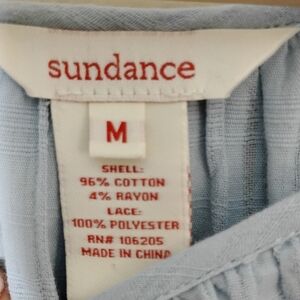 sundance
M
SHELL:
96% COTTON
4% RAYON
LACE:
100% POLYESTER
RN# 106205
MADE IN CHINA